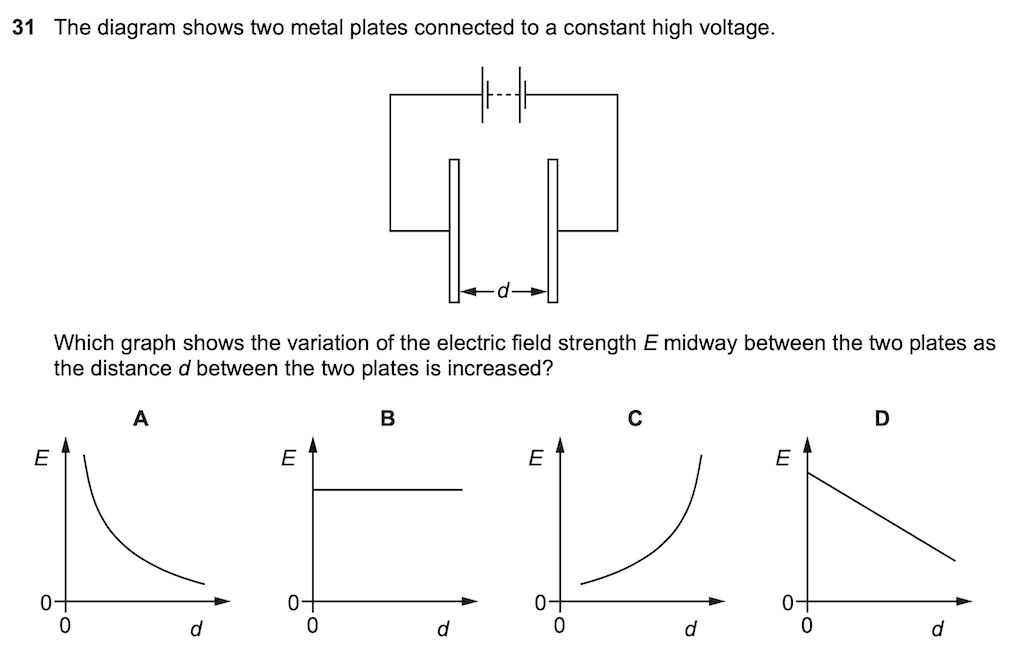 31 The diagram shows two metal plates connected to a constant high voltage.
d
Which graph shows the variation of the electric field strength E midway between the two plates as
the distance d between the two plates is increased?
A B C D
E E E E
0 0 0 0
0 d 0 d 0 d 0 d